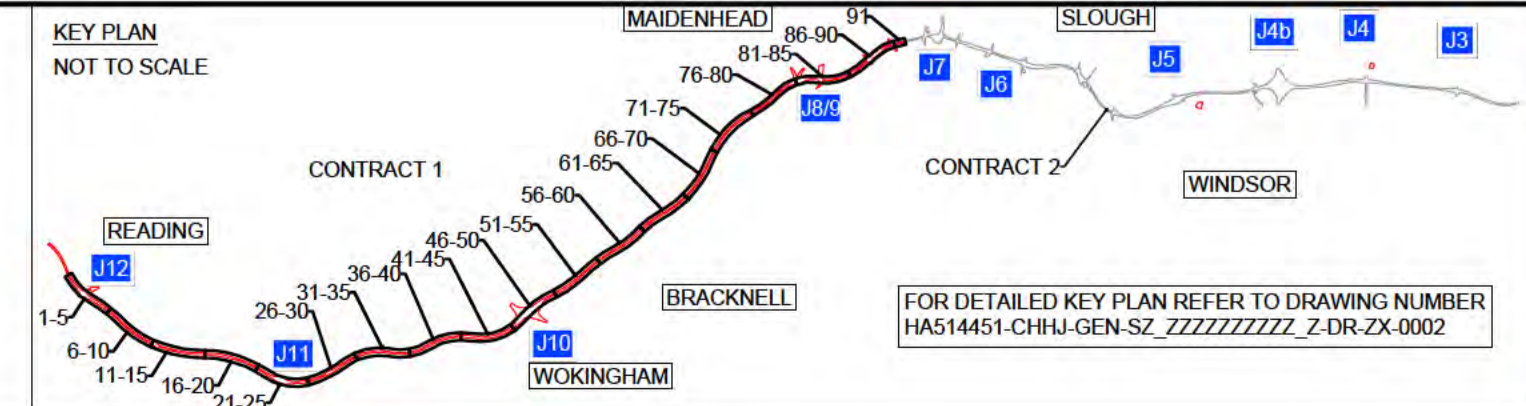 KEY PLAN
NOT TO SCALE
MAIDENHEAD
91
SLOUGH
86-90
81-85
76-80
71-75
66-70
61-65
56-60
51-55
46-50
41-45
36-40
31-35
26-30
J7
J6
J5
J4b
J4
J3
J8/9
CONTRACT 1
CONTRACT 2
WINDSOR
READING
J12
1-5
6-10
11-15
16-20
21-25
J11
J10
WOKINGHAM
BRACKNELL
FOR DETAILED KEY PLAN REFER TO DRAWING NUMBER
HA514451-CHHJ-GEN-SZ_ZZZZZZZZZZ_Z-DR-ZX-0002